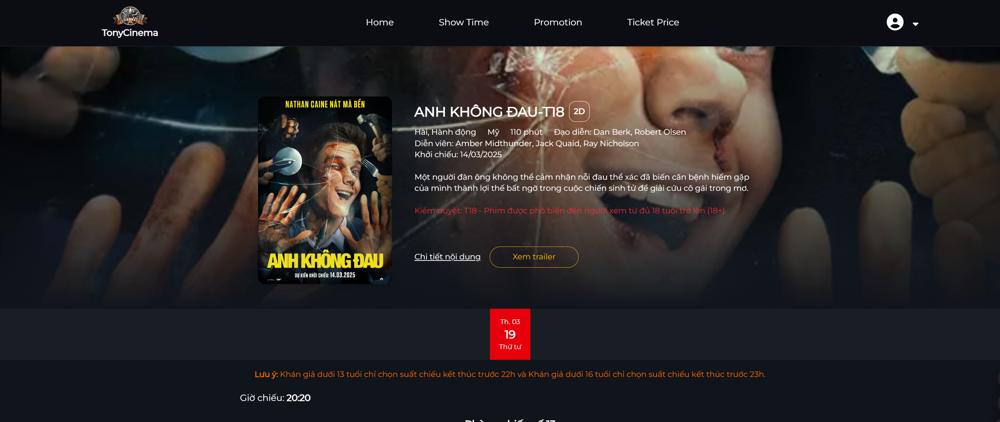 TonyCinema
Home
Show Time
Promotion
Ticket Price
NATHAN CAINE NÁT MÀ BỀN
ANH KHÔNG ĐAU
DỰ KIẾN KHỞI CHIẾU: 14.03.2025
ANH KHÔNG ĐAU-T18 2D
Hài, Hành động Mỹ 110 phút Đạo diễn: Dan Berk, Robert Olsen
Diễn viên: Amber Midthunder, Jack Quaid, Ray Nicholson
Khởi chiếu: 14/03/2025
Một người đàn ông không thể cảm nhận nỗi đau thể xác đã biến căn bệnh hiếm gặp
của mình thành lợi thế bất ngờ trong cuộc chiến sinh tử để giải cứu cô gái trong mơ.
Kiểm duyệt: T18 - Phim được phổ biến đến người xem từ đủ 18 tuổi trở lên (18+)
Chi tiết nội dung
Xem trailer
Th. 03
19
Thứ tư
Lưu ý: Khán giả dưới 13 tuổi chỉ chọn suất chiếu kết thúc trước 22h và Khán giả dưới 16 tuổi chỉ chọn suất chiếu kết thúc trước 23h.
Giờ chiếu: 20:20